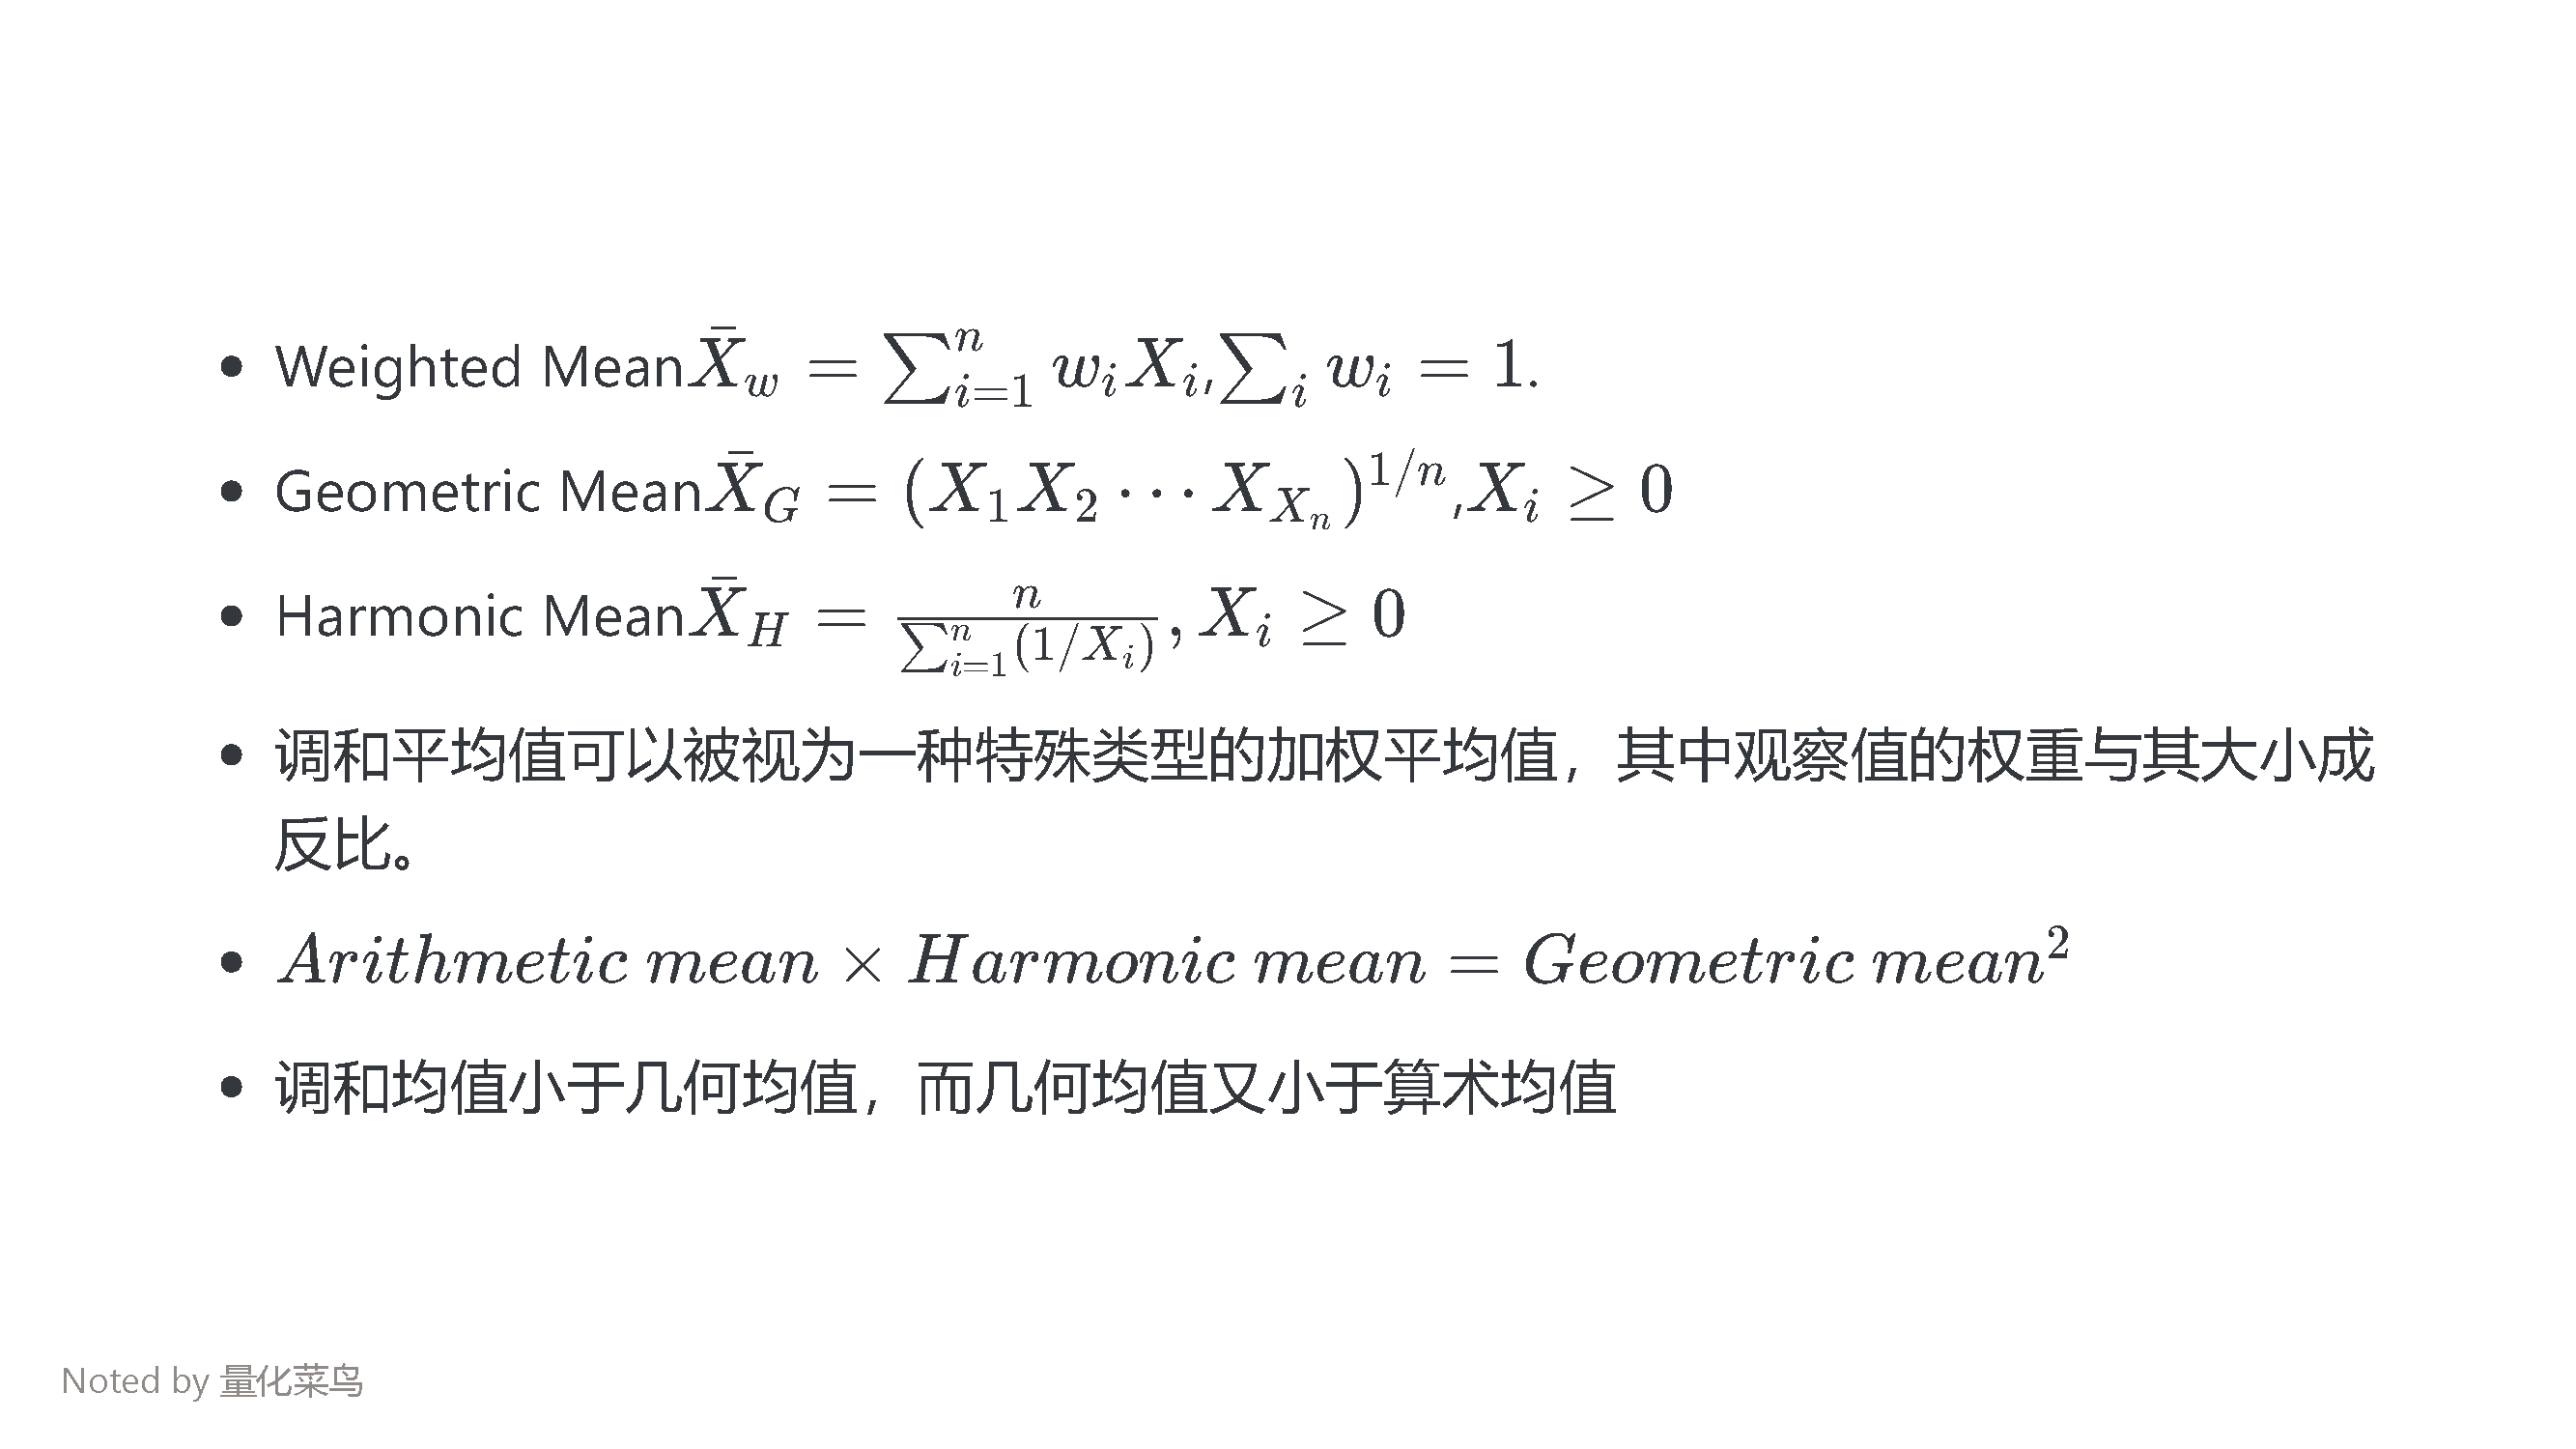 • Weighted Mean$\bar{X}_w = \sum_{i=1}^{n} w_i X_i$,$\sum_i w_i = 1$.
• Geometric Mean$\bar{X}_G = (X_1 X_2 \cdots X_{X_n})^{1/n}$,$X_i \geq 0$
• Harmonic Mean$\bar{X}_H = \frac{n}{\sum_{i=1}^{n}(1/X_i)}, X_i \geq 0$
• 调和平均值可以被视为一种特殊类型的加权平均值，其中观察值的权重与其大小成
反比。
• $Arithmetic\ mean \times Harmonic\ mean = Geometric\ mean^2$
• 调和均值小于几何均值，而几何均值又小于算术均值
Noted by 量化菜鸟